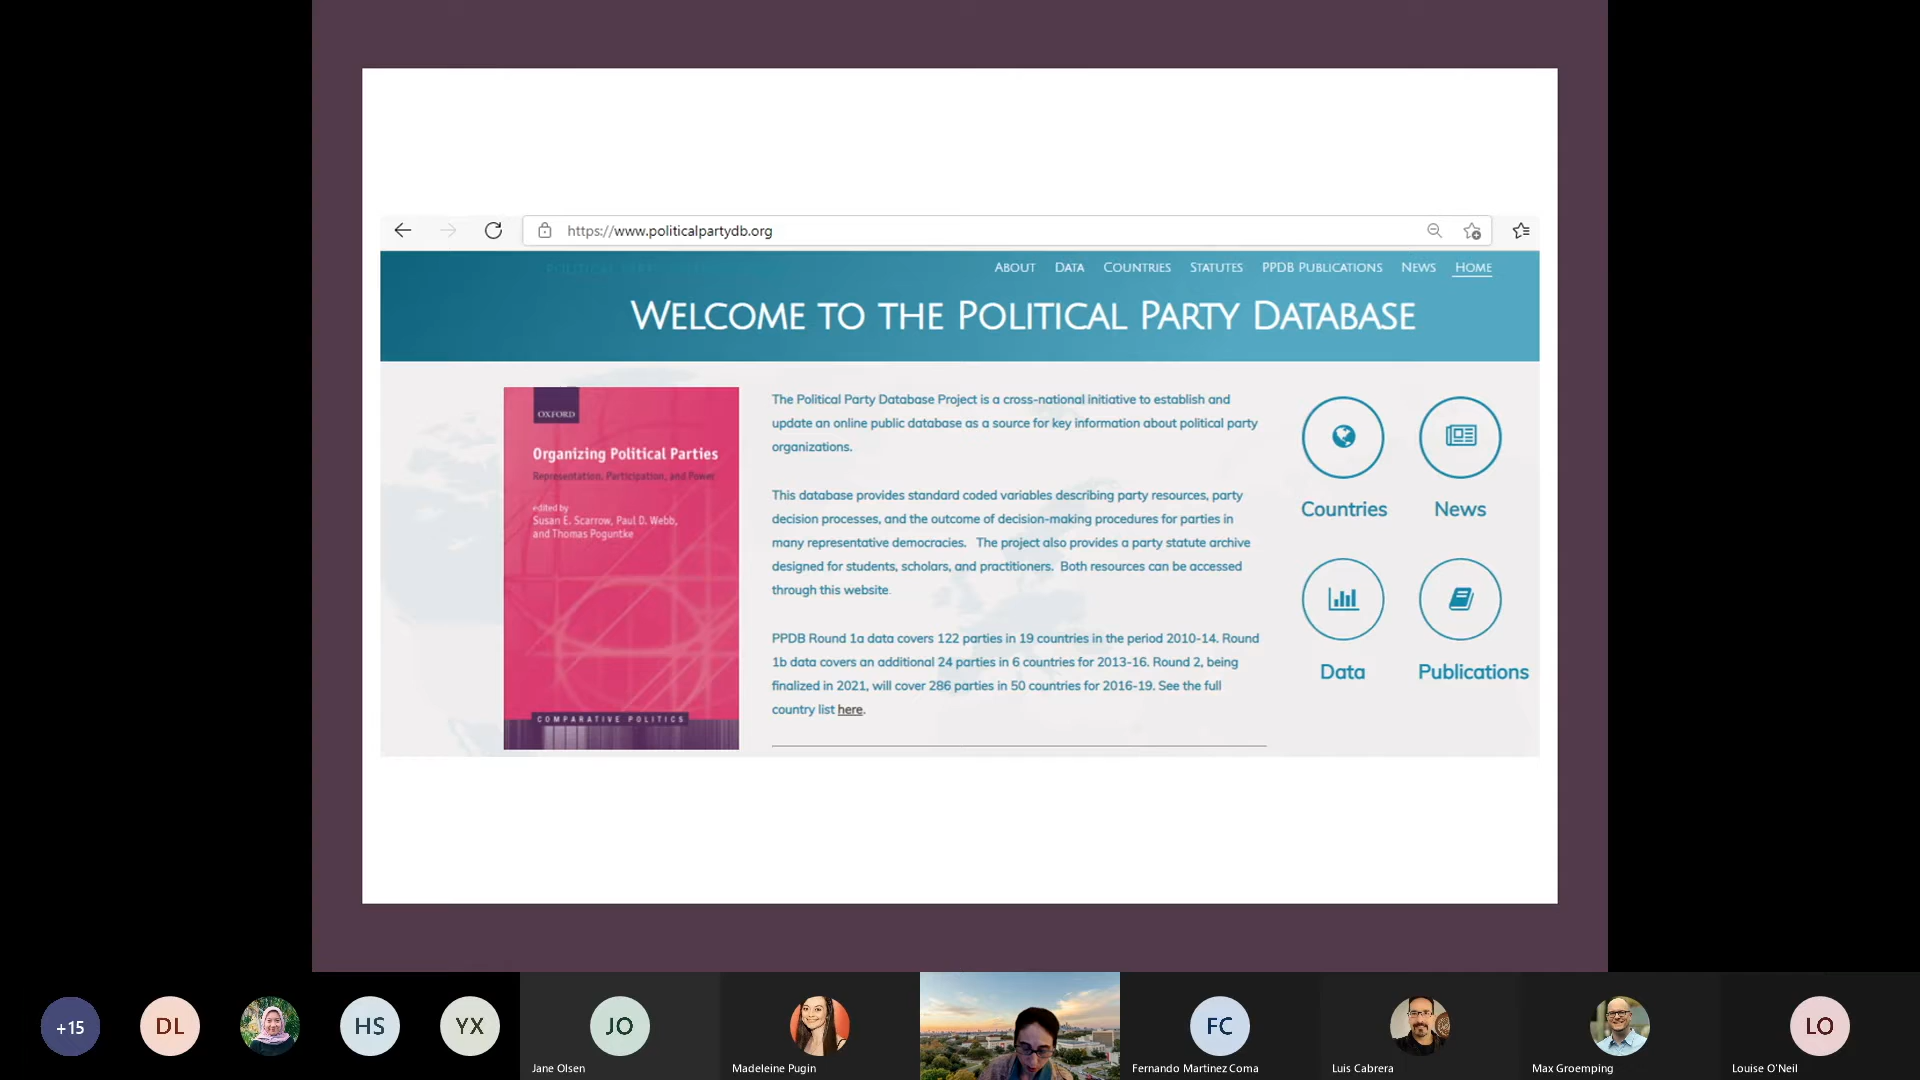 https://www.politicalpartydb.org
ABOUT DATA COUNTRIES STATUTES PPDB PUBLICATIONS NEWS HOME
WELCOME TO THE POLITICAL PARTY DATABASE
OXFORD
Organizing Political Parties
Representation, Participation, and Power
edited by
Susan E. Scarrow, Paul D. Webb,
and Thomas Poguntke
COMPARATIVE POLITICS
The Political Party Database Project is a cross-national initiative to establish and
update an online public database as a source for key information about political party
organizations.
This database provides standard coded variables describing party resources, party
decision processes, and the outcome of decision-making procedures for parties in
many representative democracies. The project also provides a party statute archive
designed for students, scholars, and practitioners. Both resources can be accessed
through this website.
PPDB Round 1a data covers 122 parties in 19 countries in the period 2010-14. Round
1b data covers an additional 24 parties in 6 countries for 2013-16. Round 2, being
finalized in 2021, will cover 286 parties in 50 countries for 2016-19. See the full
country list here.
Countries
News
Data
Publications
+15
DL
HS
YX
JO
Jane Olsen
Madeleine Pugin
FC
Fernando Martinez Coma
Luis Cabrera
Max Groemping
LO
Louise O'Neil